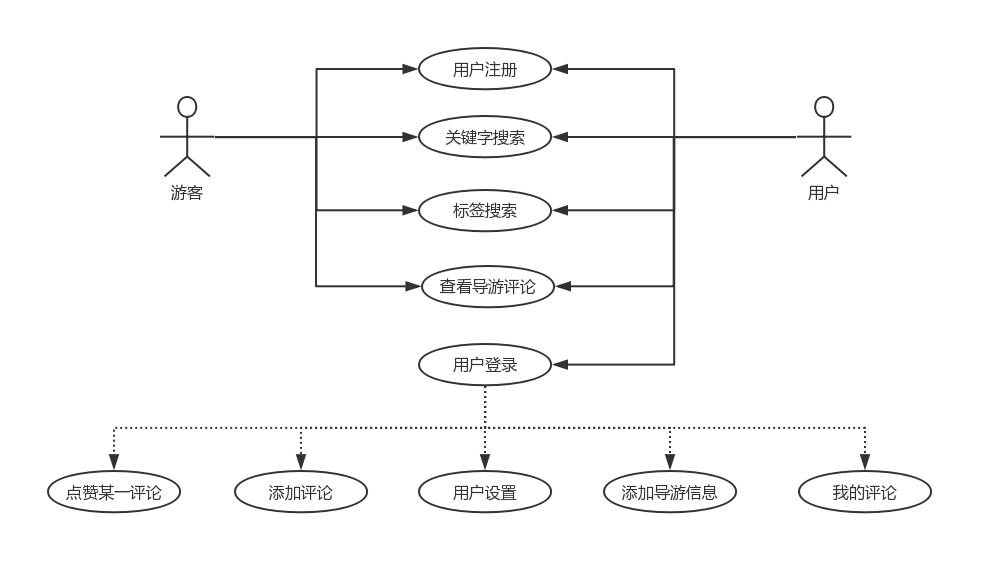 用户注册
关键字搜索
游客
用户
标签搜索
查看导游评论
用户登录
点赞某一评论
添加评论
用户设置
添加导游信息
我的评论